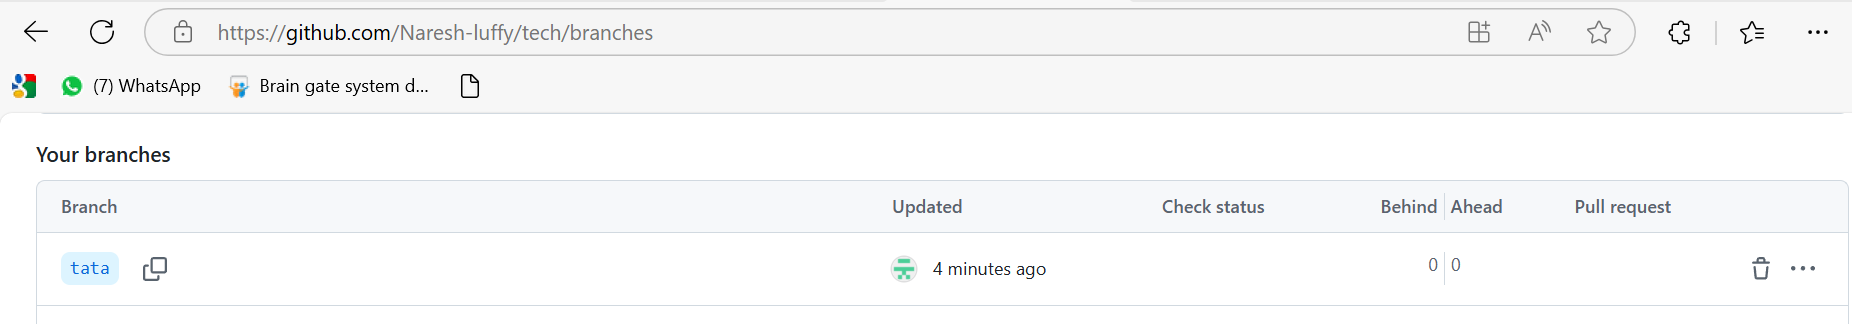 https://github.com/Naresh-luffy/tech/branches
(7) WhatsApp Brain gate system d...
Your branches
Branch Updated Check status Behind Ahead Pull request
tata 4 minutes ago 0 0